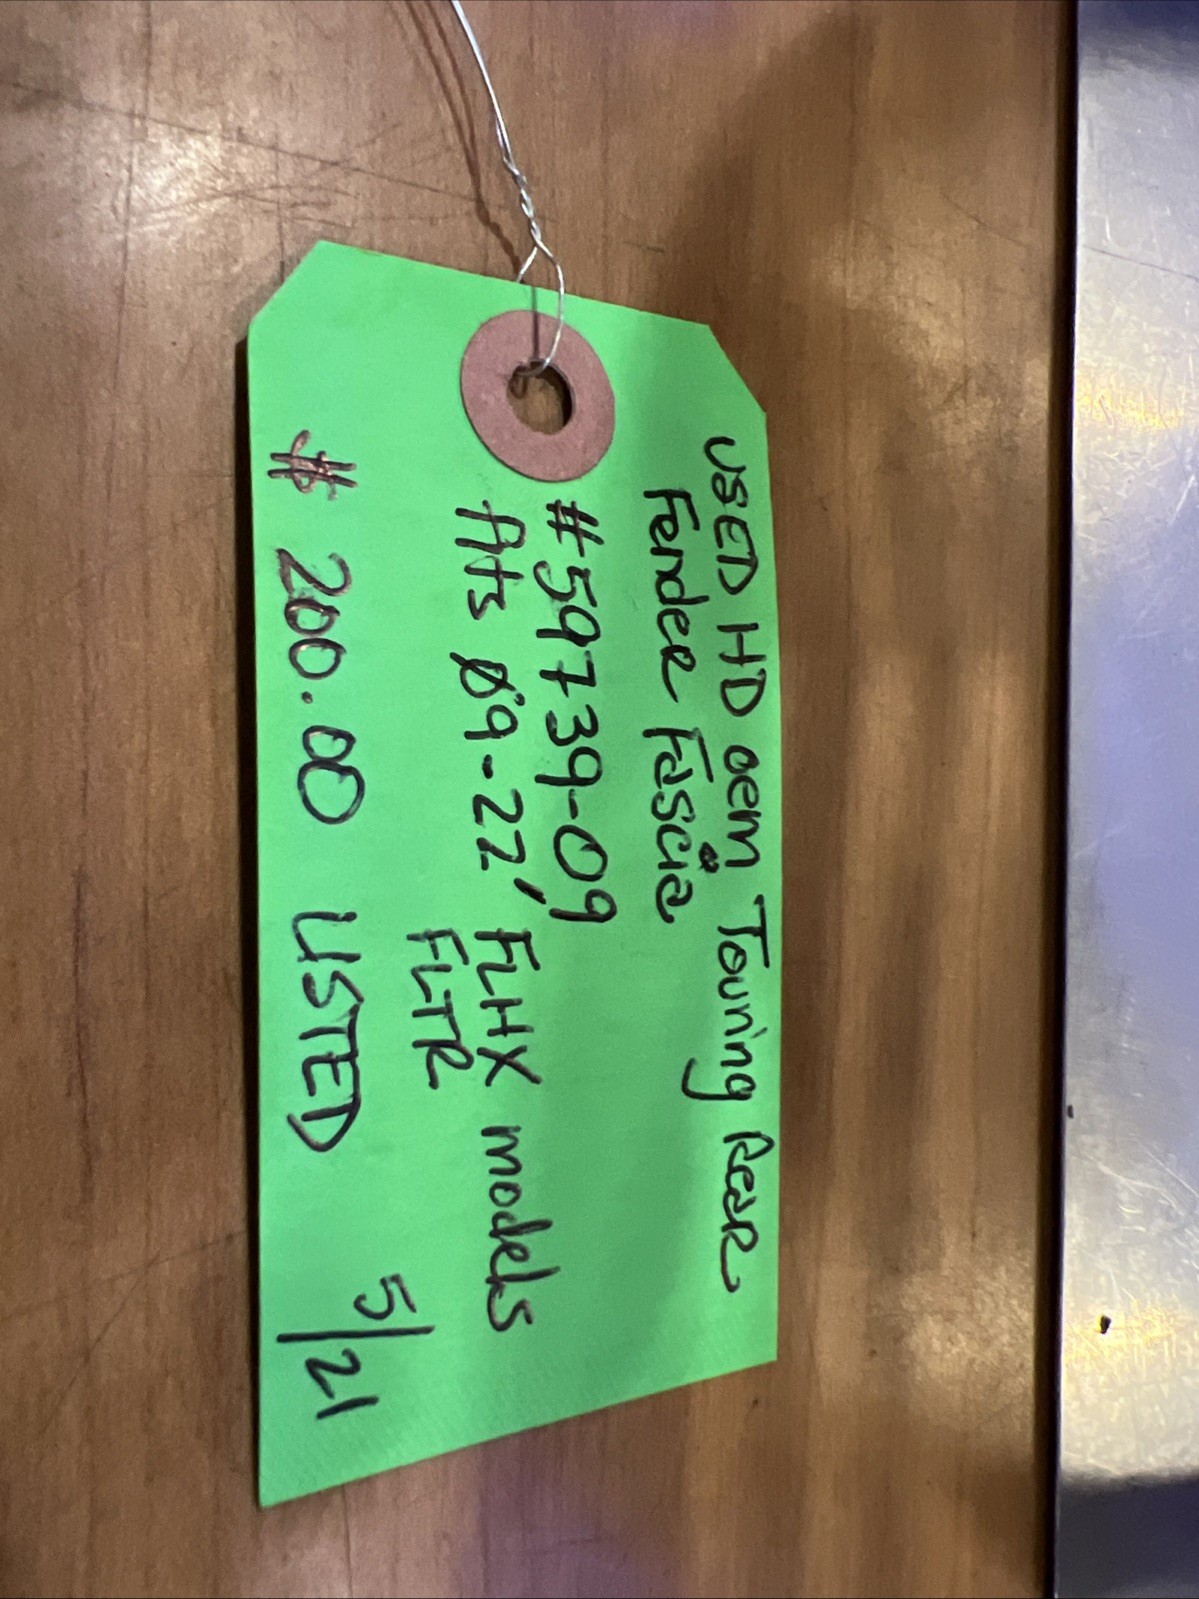 USED HD oem Touring Rear
Fender Fascia
#59739-09
fits 09-22', FLHX models
FLTR
$ 200.00 LISTED 5/21